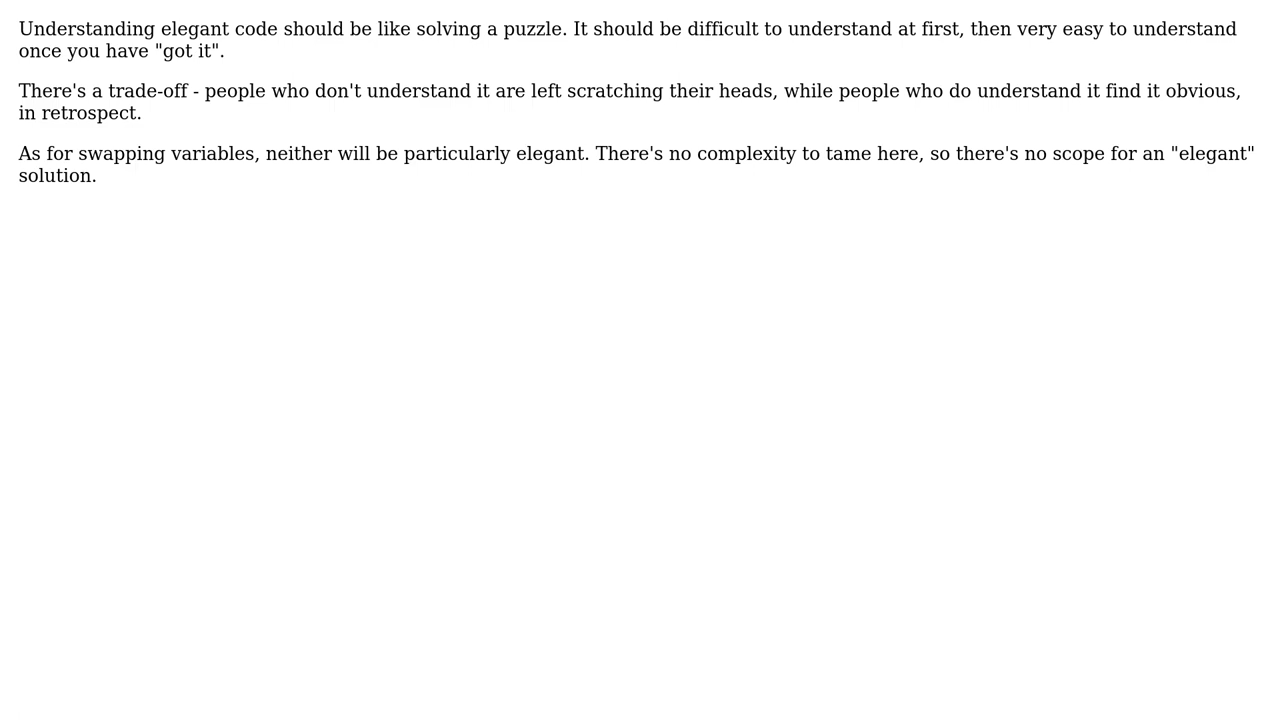 Understanding elegant code should be like solving a puzzle. It should be difficult to understand at first, then very easy to understand
once you have "got it".
There's a trade-off - people who don't understand it are left scratching their heads, while people who do understand it find it obvious,
in retrospect.
As for swapping variables, neither will be particularly elegant. There's no complexity to tame here, so there's no scope for an "elegant"
solution.